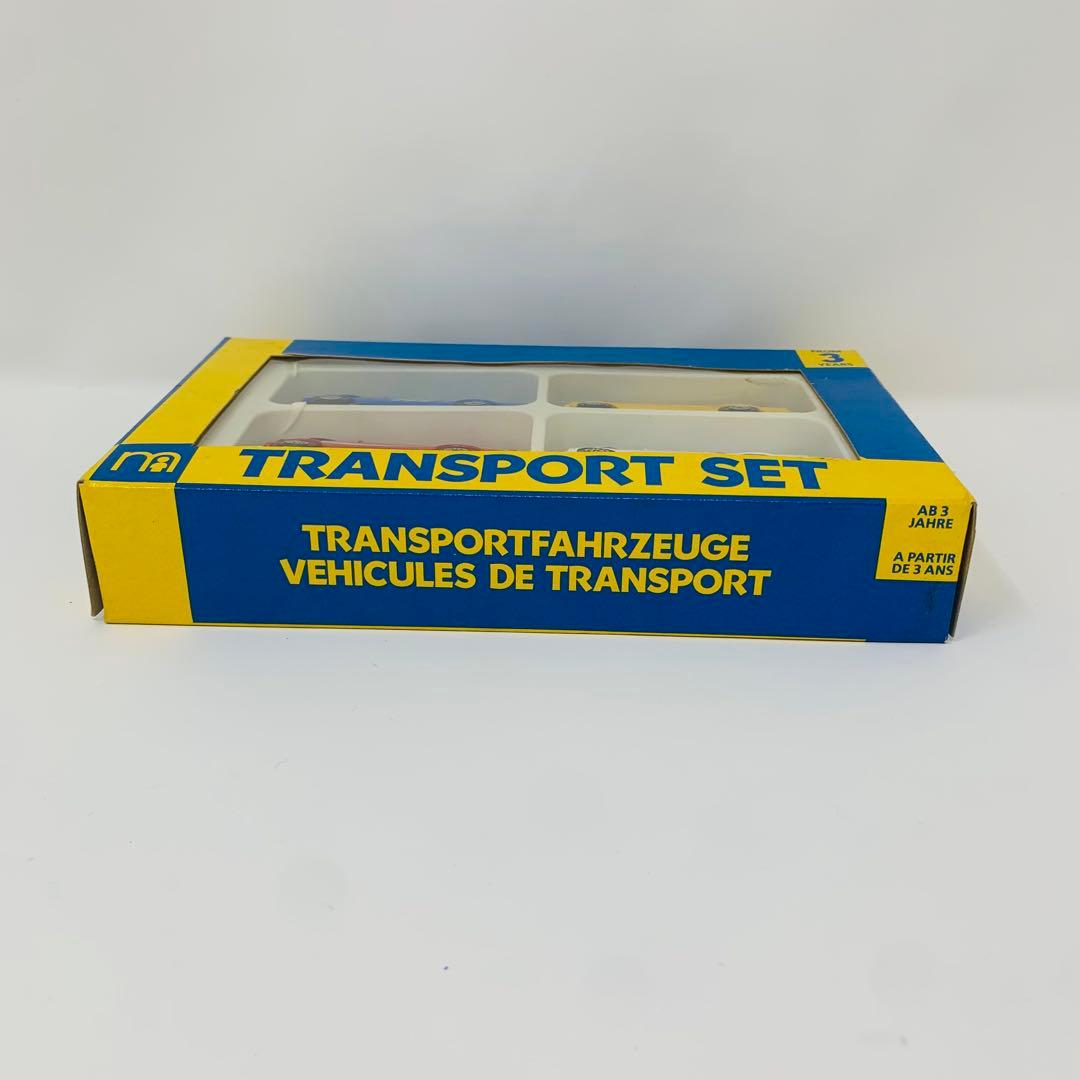 FROM
3
YEARS
TRANSPORT SET
TRANSPORTFAHRZEUGE
VEHICULES DE TRANSPORT
AB 3
JAHRE
A PARTIR
DE 3 ANS